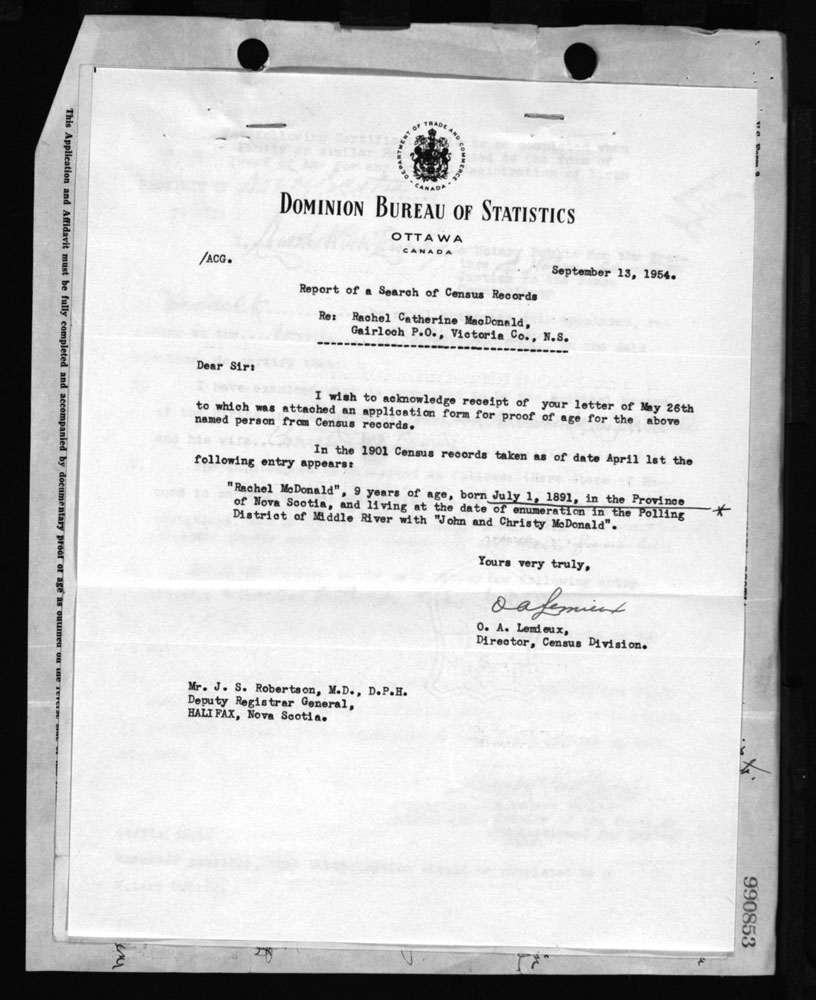 DEPARTMENT OF TRADE AND COMMERCE
CANADA
DOMINION BUREAU OF STATISTICS
OTTAWA
CANADA
/ACG.
September 13, 1954.
Report of a Search of Census Records
Re: Rachel Catherine MacDonald,
Gairloch P.O., Victoria Co., N.S.
Dear Sir:
I wish to acknowledge receipt of your letter of May 26th
to which was attached an application form for proof of age for the above
named person from Census records.
In the 1901 Census records taken as of date April 1st the
following entry appears:
"Rachel McDonald", 9 years of age, born July 1, 1891, in the Province
of Nova Scotia, and living at the date of enumeration in the Polling
District of Middle River with "John and Christy McDonald".
Yours very truly,
O A Lemieux
O. A. Lemieux,
Director, Census Division.
Mr. J. S. Robertson, M.D., D.P.H.
Deputy Registrar General,
HALIFAX, Nova Scotia.
This Application and Affidavit must be fully completed and accompanied by documentary proof of age as outlined on the reverse
990853